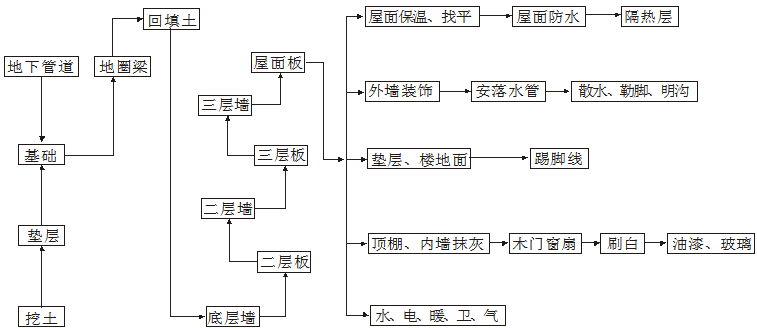 回填土
屋面保温、找平
屋面防水
隔热层
地下管道
地圈梁
屋面板
三层墙
外墙装饰
安落水管
散水、勒脚、明沟
基础
三层板
垫层、楼地面
踢脚线
二层墙
垫层
二层板
顶棚、内墙抹灰
木门窗扇
刷白
油漆、玻璃
挖土
底层墙
水、电、暖、卫、气